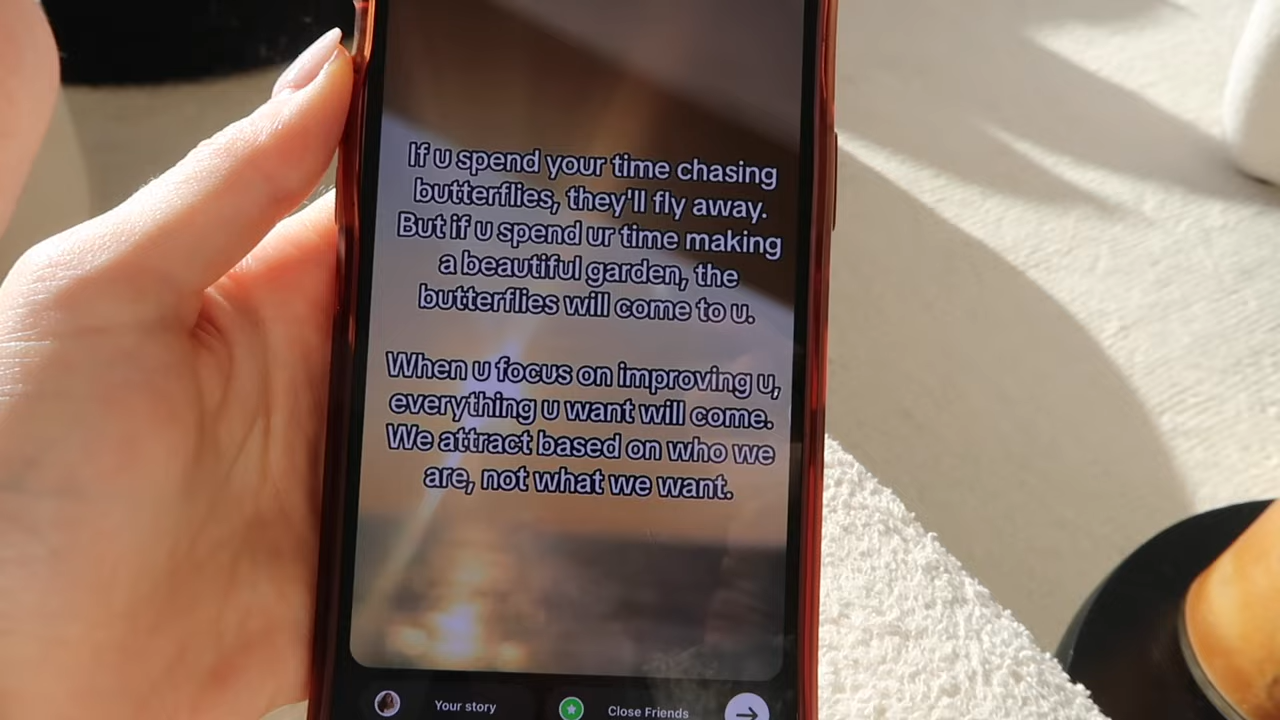 If u spend your time chasing
butterflies, they'll fly away.
But if u spend ur time making
a beautiful garden, the
butterflies will come to u.
When u focus on improving u,
everything u want will come.
We attract based on who we
are, not what we want.
Your story
Close Friends